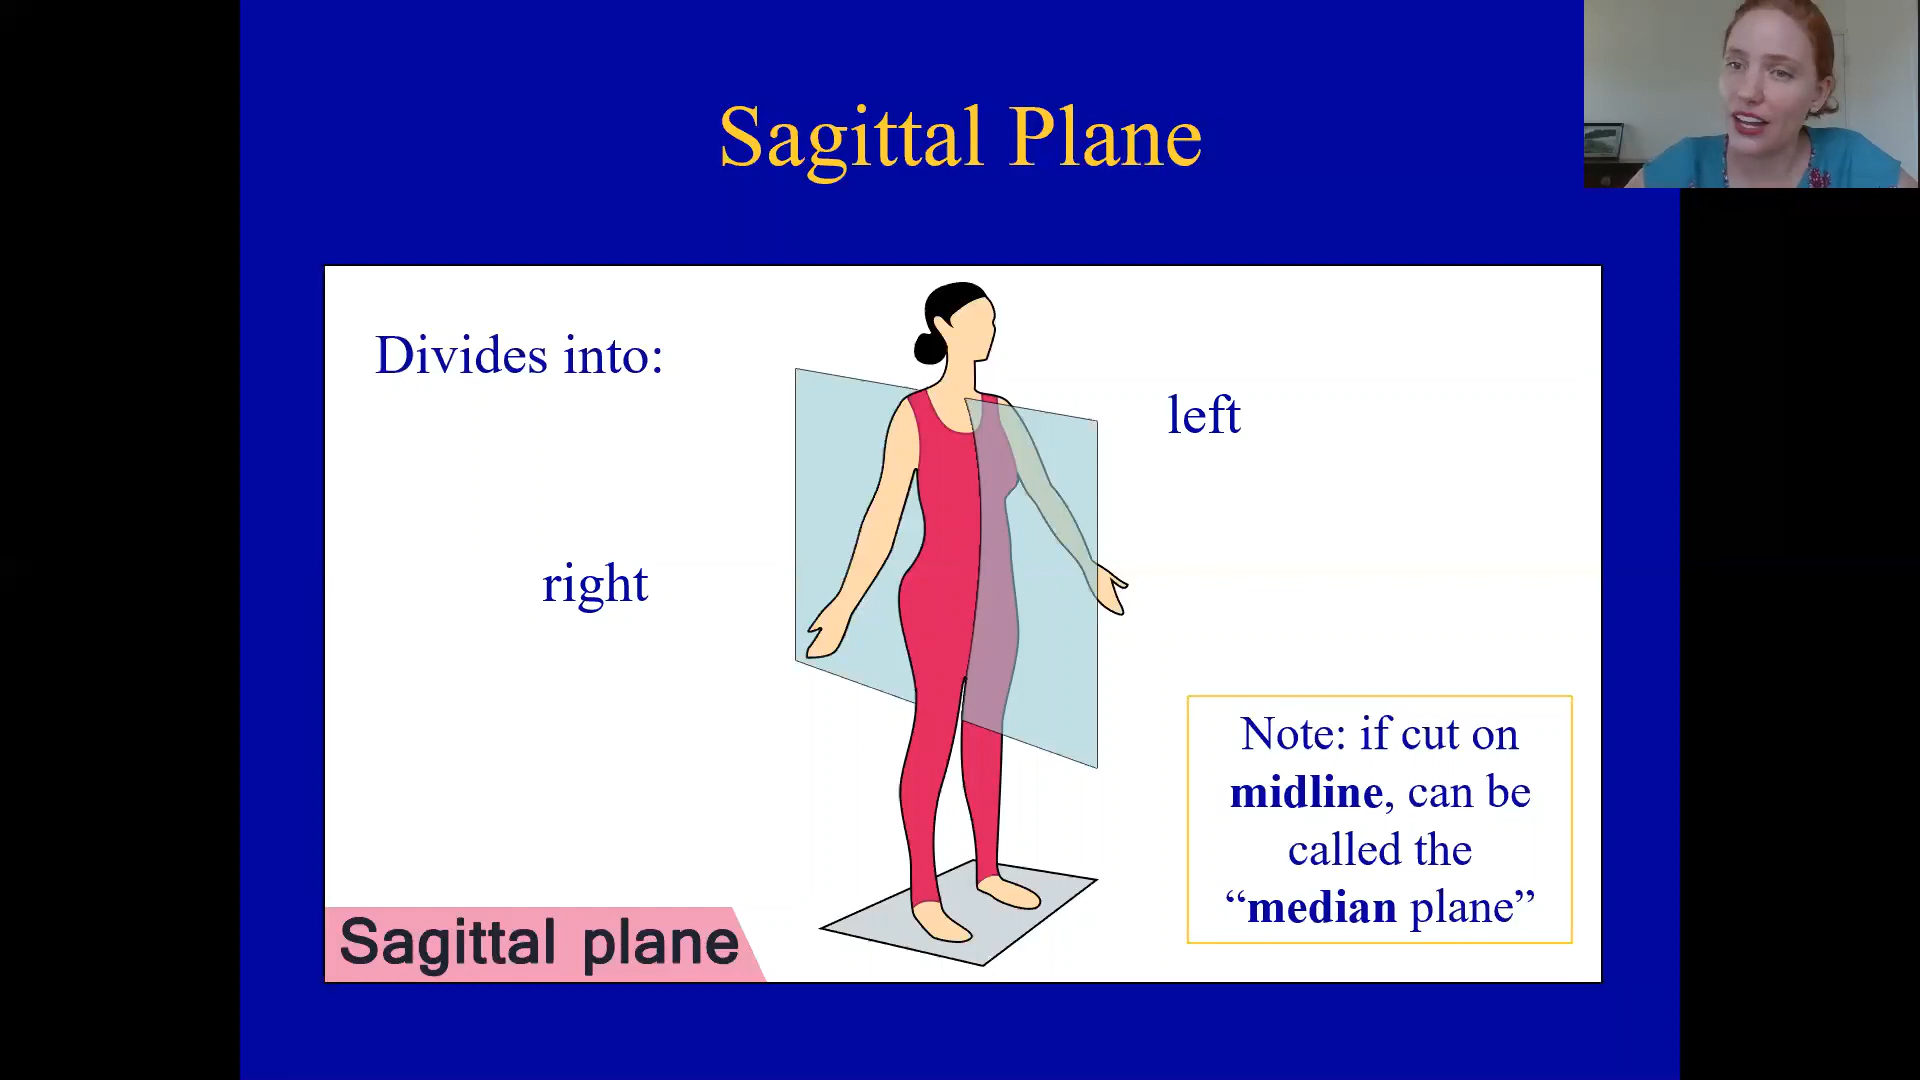 Sagittal Plane
Divides into:
left
right
Note: if cut on
midline, can be
called the
“median plane”
Sagittal plane